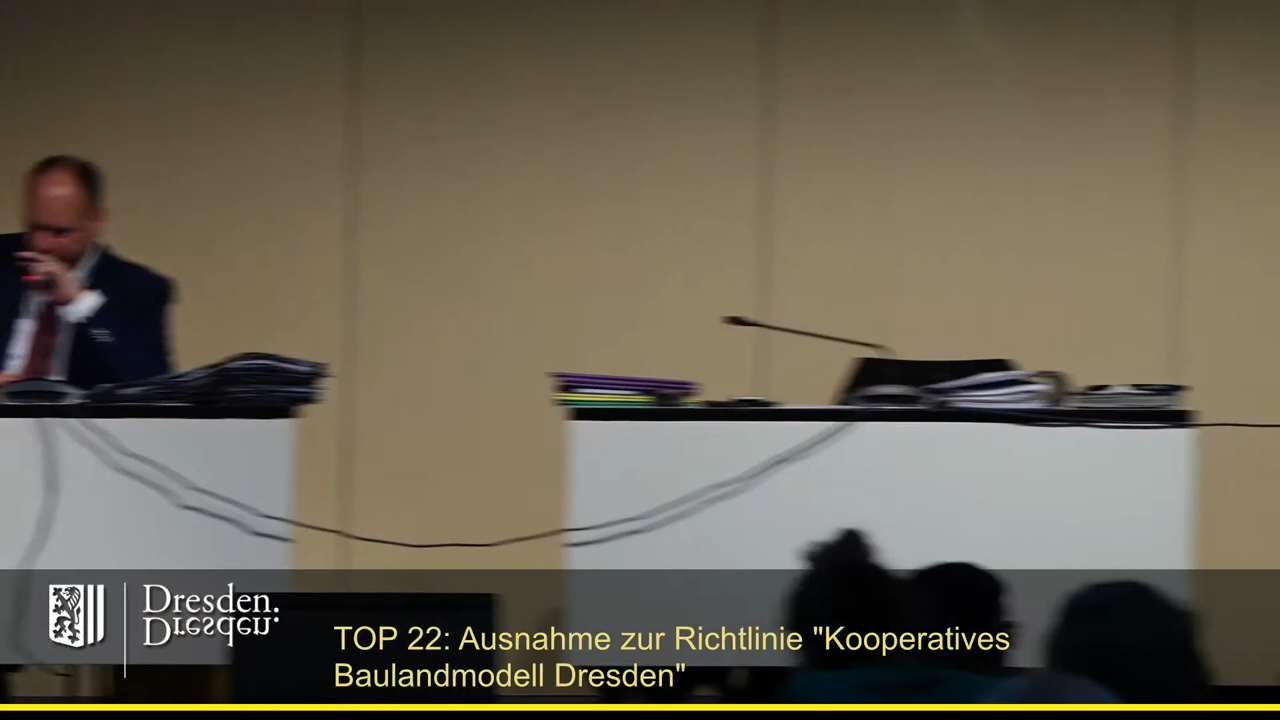 Dresden.
Dresden.
TOP 22: Ausnahme zur Richtlinie "Kooperatives
Baulandmodell Dresden"